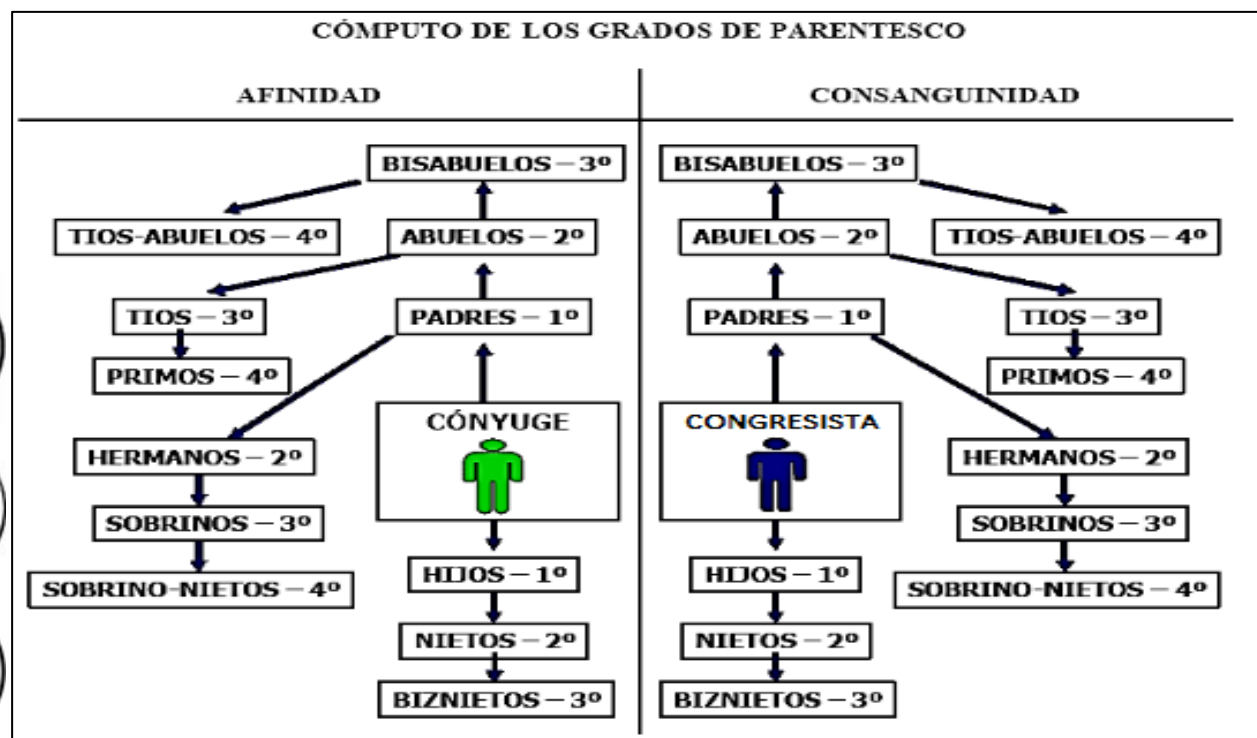 CÓMPUTO DE LOS GRADOS DE PARENTESCO
AFINIDAD
BISABUELOS – 3º
TIOS-ABUELOS – 4º
ABUELOS – 2º
TIOS – 3º
PADRES – 1º
PRIMOS – 4º
CÓNYUGE
HERMANOS – 2º
SOBRINOS – 3º
HIJOS – 1º
SOBRINO-NIETOS – 4º
NIETOS – 2º
BIZNIETOS – 3º
CONSANGUINIDAD
BISABUELOS – 3º
ABUELOS – 2º
TIOS-ABUELOS – 4º
PADRES – 1º
TIOS – 3º
PRIMOS – 4º
CONGRESISTA
HERMANOS – 2º
SOBRINOS – 3º
HIJOS – 1º
SOBRINO-NIETOS – 4º
NIETOS – 2º
BIZNIETOS – 3º